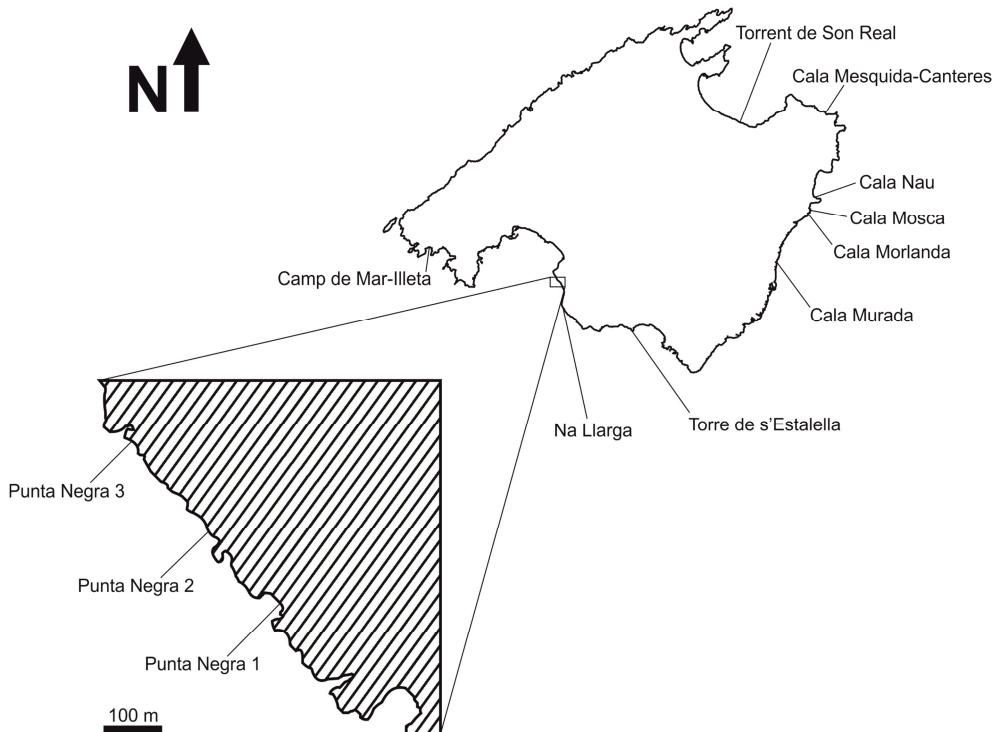 Torrent de Son Real
N
Cala Mesquida-Canteres
Cala Nau
Cala Mosca
Cala Morlanda
Camp de Mar-Illeta
Cala Murada
Na Llarga
Torre de s'Estalella
Punta Negra 3
Punta Negra 2
Punta Negra 1
100 m